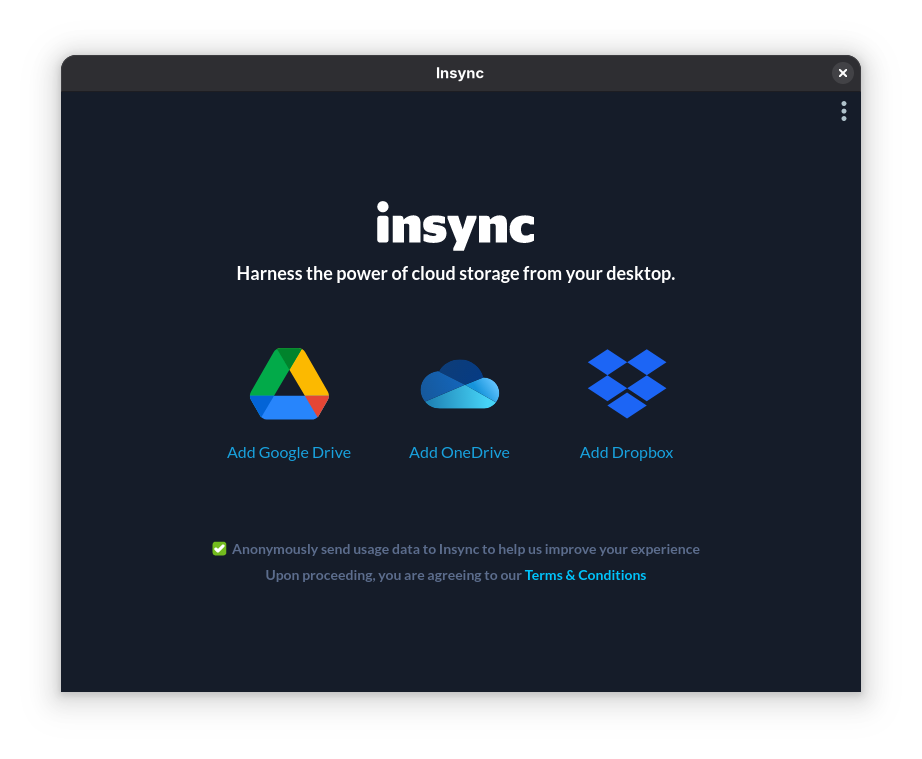 Insync
insync
Harness the power of cloud storage from your desktop.
Add Google Drive
Add OneDrive
Add Dropbox
Anonymously send usage data to Insync to help us improve your experience
Upon proceeding, you are agreeing to our Terms & Conditions